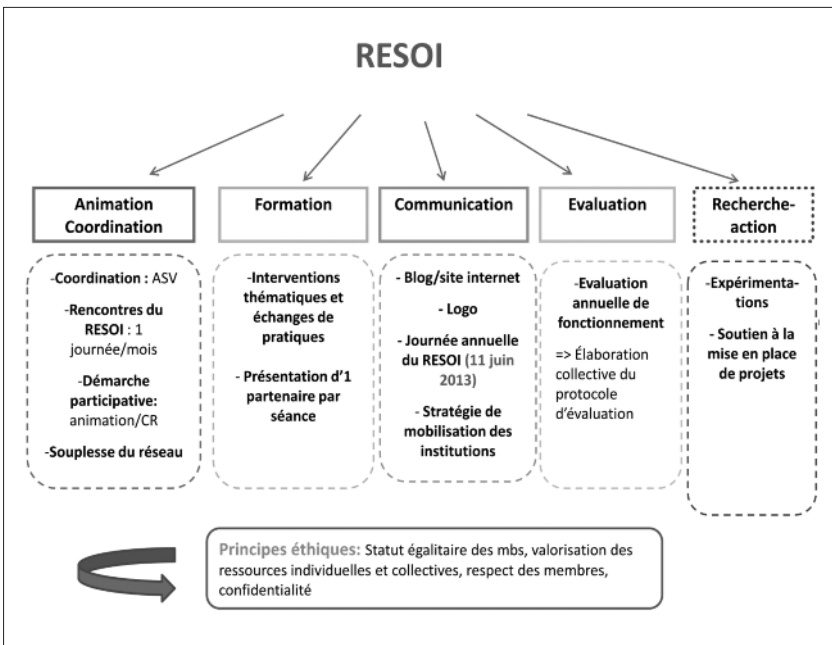 RESOI
Animation
Coordination
Formation
Communication
Evaluation
Recherche-
action
-Coordination : ASV
-Rencontres du
RESOI : 1
journée/mois
-Démarche
participative:
animation/CR
-Souplesse du réseau
-Interventions
thématiques et
échanges de
pratiques
- Présentation d’1
partenaire par
séance
- Blog/site internet
- Logo
- Journée annuelle
du RESOI (11 juin
2013)
- Stratégie de
mobilisation des
institutions
-Evaluation
annuelle de
fonctionnement
=> Élaboration
collective du
protocole
d’évaluation
-Expérimenta-
tions
- Soutien à la
mise en place
de projets
Principes éthiques: Statut égalitaire des mbs, valorisation des
ressources individuelles et collectives, respect des membres,
confidentialité